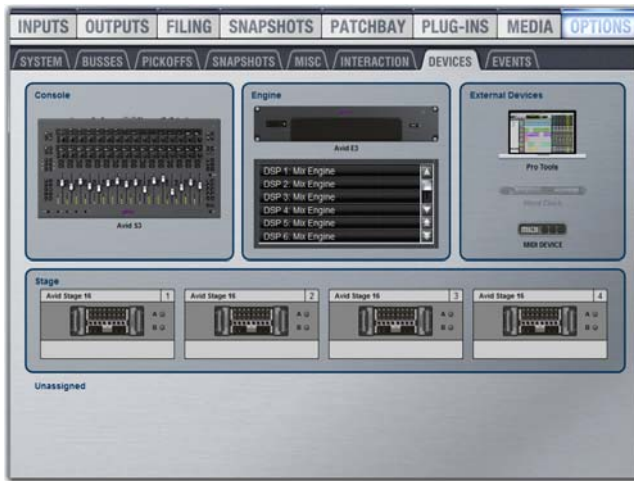 INPUTS OUTPUTS FILING SNAPSHOTS PATCHBAY PLUG-INS MEDIA OPTIONS
SYSTEM BUSSES PICKOFFS SNAPSHOTS MISC INTERACTION DEVICES EVENTS
Console
Avid S3
Engine
Avid E3
DSP 1: Mix Engine
DSP 2: Mix Engine
DSP 3: Mix Engine
DSP 4: Mix Engine
DSP 5: Mix Engine
DSP 6: Mix Engine
External Devices
Pro Tools
Word Clock
MIDI DEVICE
Stage
Avid Stage 16 1 Avid Stage 16 2 Avid Stage 16 3 Avid Stage 16 4
A A A A
B B B B
Unassigned